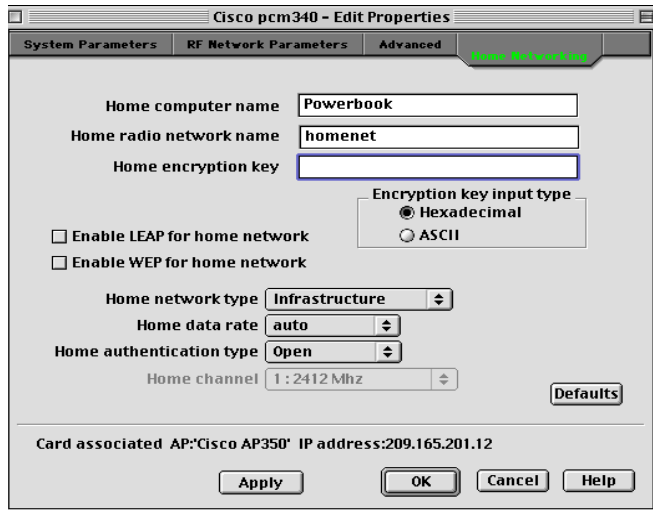 Cisco pcm340 - Edit Properties
System Parameters
RF Network Parameters
Advanced
Home Networking
Home computer name Powerbook
Home radio network name homenet
Home encryption key
Encryption key input type
Hexadecimal
ASCII
Enable LEAP for home network
Enable WEP for home network
Home network type Infrastructure
Home data rate auto
Home authentication type Open
Home channel 1 : 2412 Mhz
Defaults
Card associated AP:'Cisco AP350' IP address:209.165.201.12
Apply OK Cancel Help